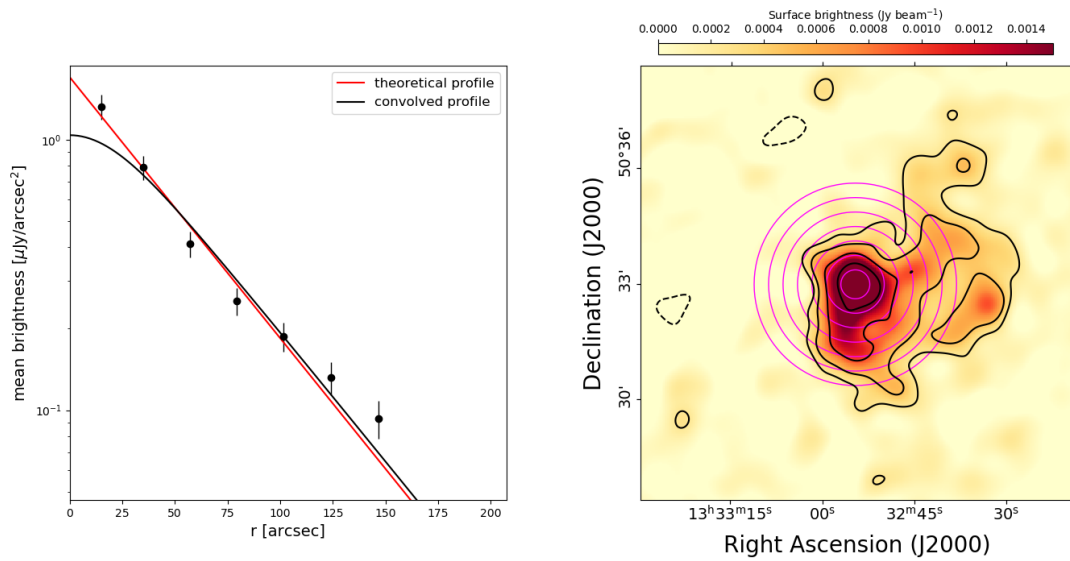 theoretical profile
convolved profile
mean brightness [μJy/arcsec²]
10⁰
10⁻¹
0 25 50 75 100 125 150 175 200
r [arcsec]
Surface brightness (Jy beam⁻¹)
0.0000 0.0002 0.0004 0.0006 0.0008 0.0010 0.0012 0.0014
Declination (J2000)
50°36'
33'
30'
13ʰ33ᵐ15ˢ 00ˢ 32ᵐ45ˢ 30ˢ
Right Ascension (J2000)